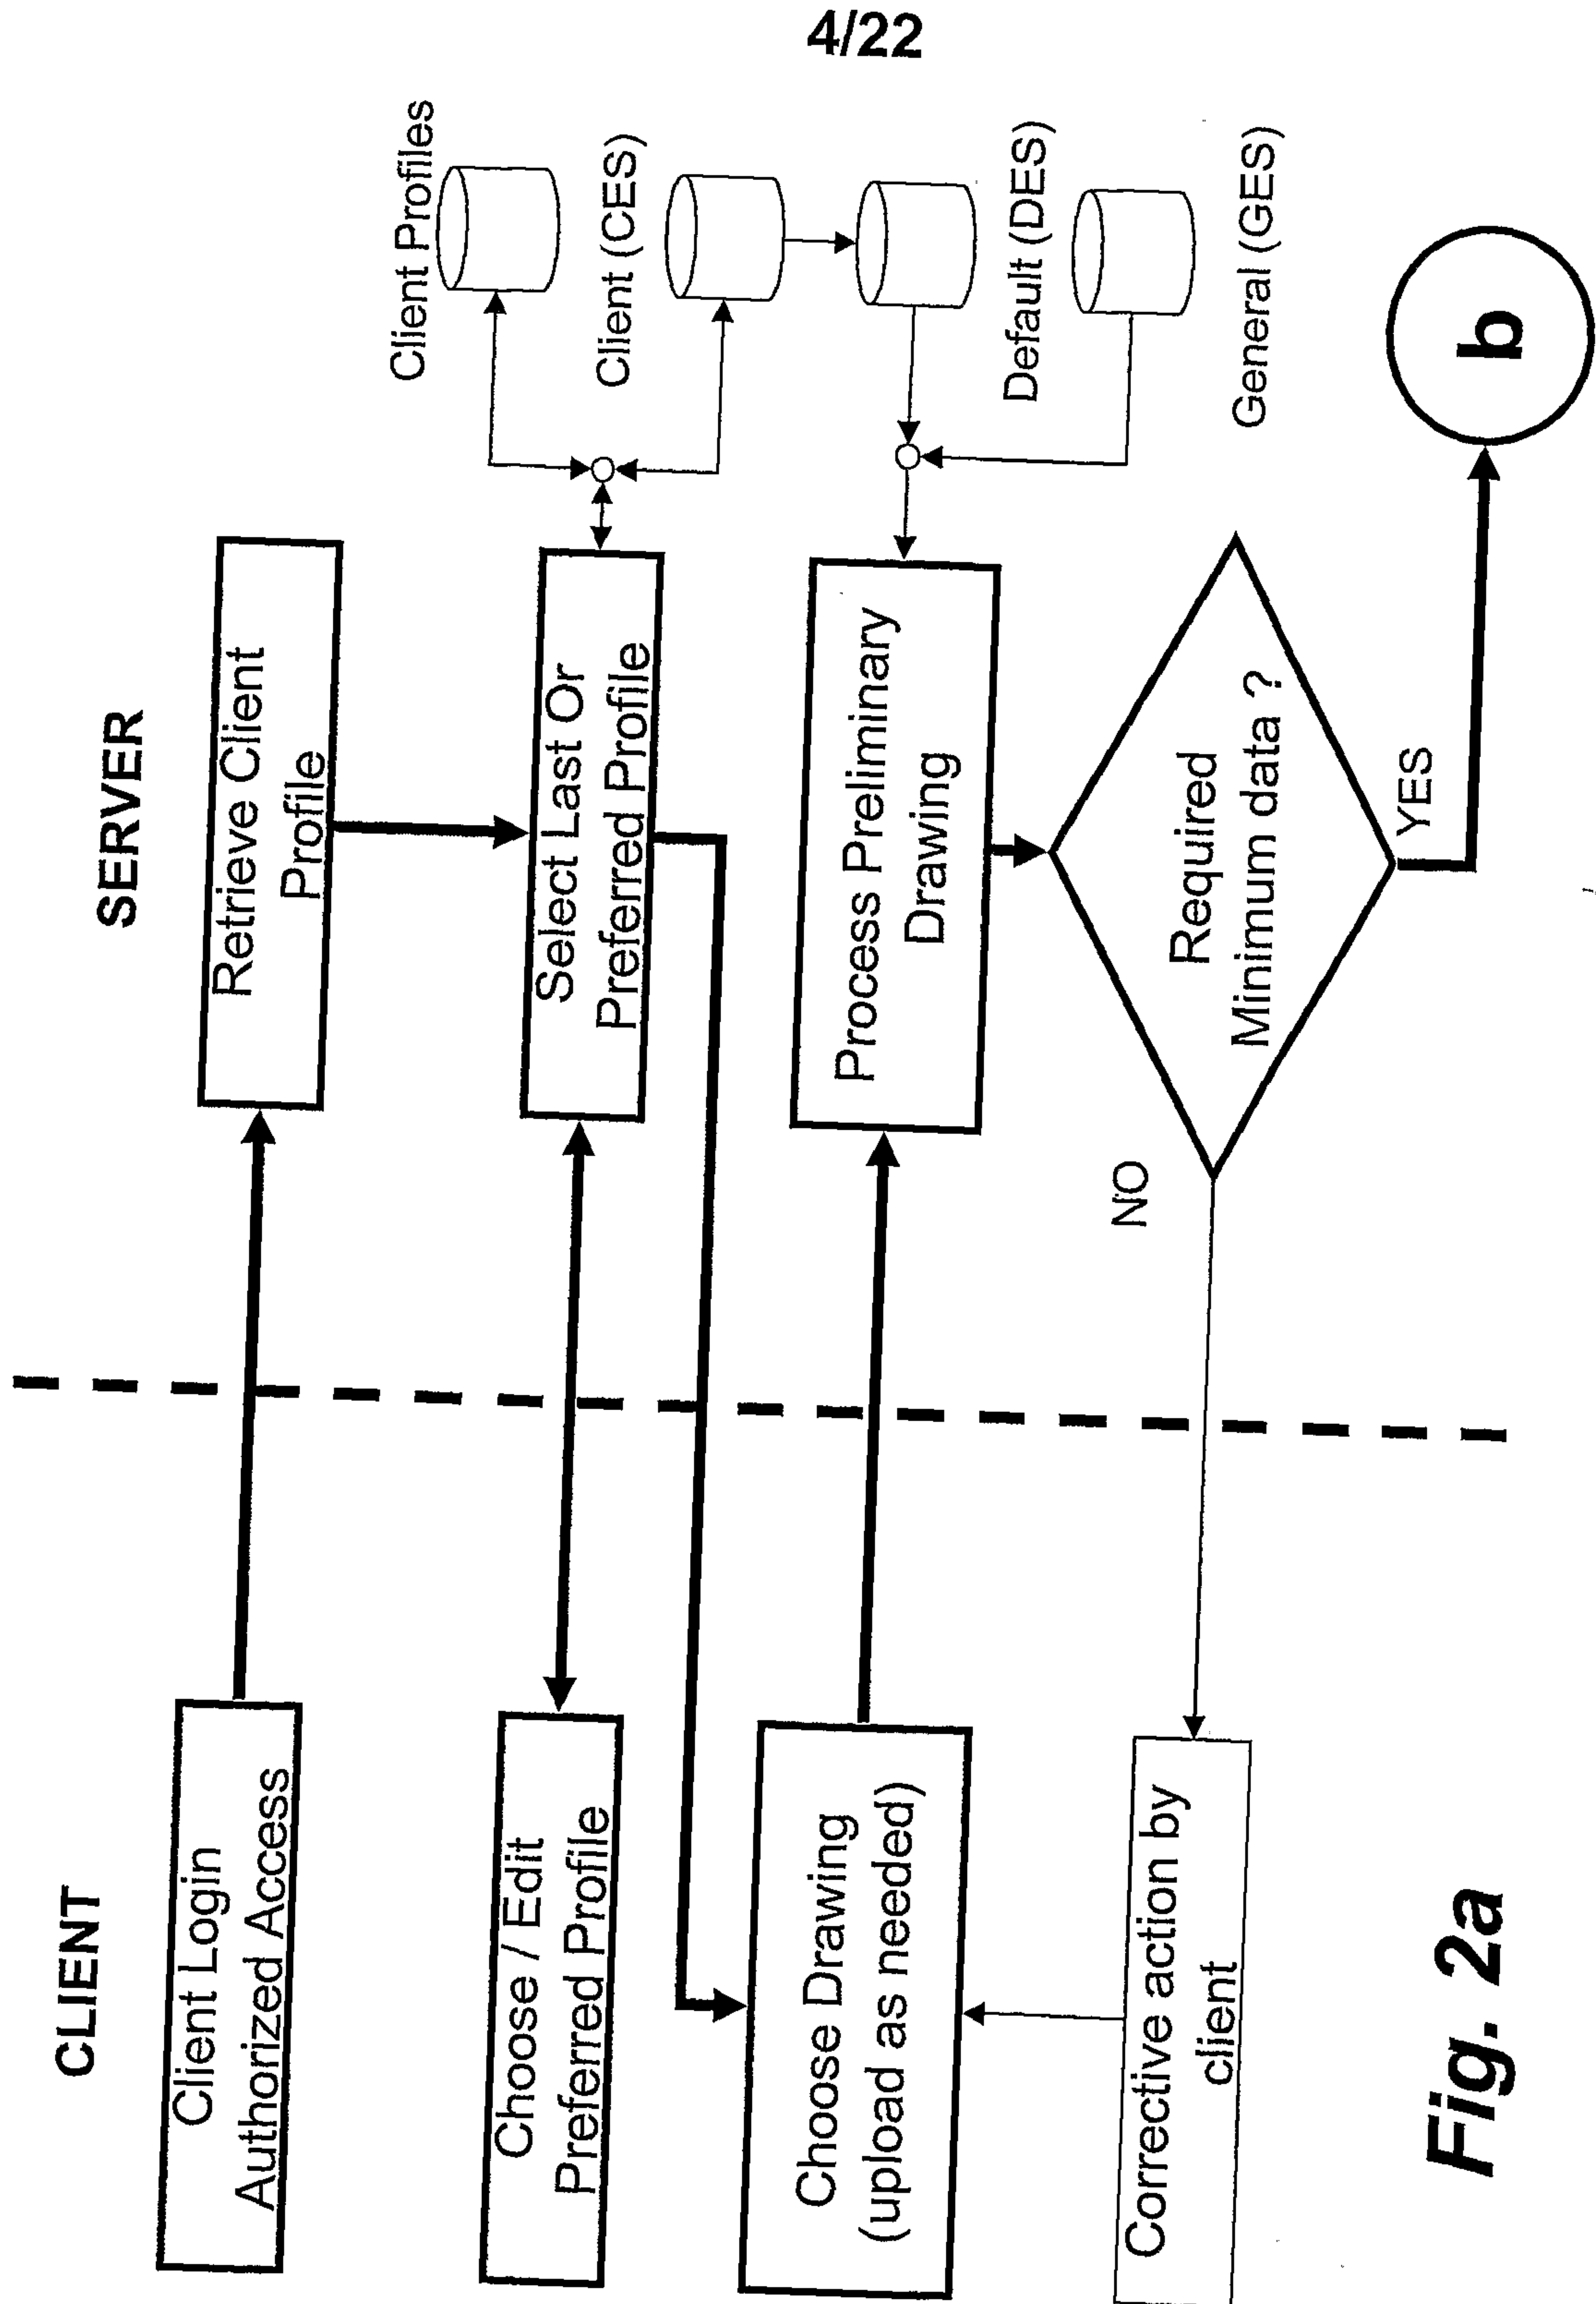 4/22
CLIENT
SERVER
Client Login
Authorized Access
Retrieve Client
Profile
Client Profiles
Choose / Edit
Preferred Profile
Select Last Or
Preferred Profile
Client (CES)
Choose Drawing
(upload as needed)
Process Preliminary
Drawing
Default (DES)
Corrective action by
client
NO
Required
Minimum data ?
YES
General (GES)
b
Fig. 2a